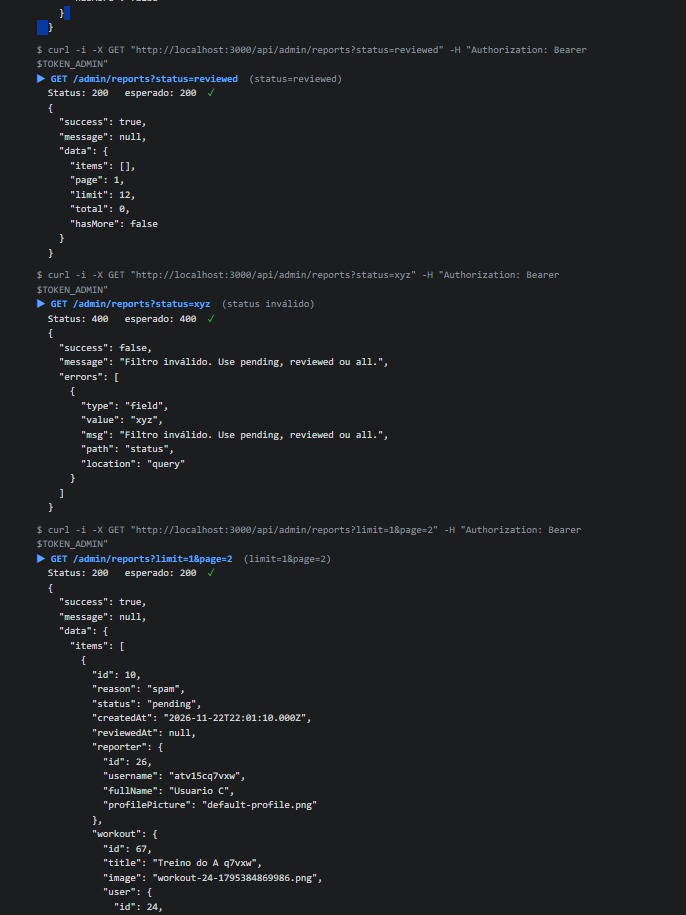 }
}
$ curl -i -X GET "http://localhost:3000/api/admin/reports?status=reviewed" -H "Authorization: Bearer
$TOKEN_ADMIN"
▶ GET /admin/reports?status=reviewed (status=reviewed)
Status: 200 esperado: 200 ✓
{
"success": true,
"message": null,
"data": {
"items": [],
"page": 1,
"limit": 12,
"total": 0,
"hasMore": false
}
}
$ curl -i -X GET "http://localhost:3000/api/admin/reports?status=xyz" -H "Authorization: Bearer
$TOKEN_ADMIN"
▶ GET /admin/reports?status=xyz (status inválido)
Status: 400 esperado: 400 ✓
{
"success": false,
"message": "Filtro inválido. Use pending, reviewed ou all.",
"errors": [
{
"type": "field",
"value": "xyz",
"msg": "Filtro inválido. Use pending, reviewed ou all.",
"path": "status",
"location": "query"
}
]
}
$ curl -i -X GET "http://localhost:3000/api/admin/reports?limit=1&page=2" -H "Authorization: Bearer
$TOKEN_ADMIN"
▶ GET /admin/reports?limit=1&page=2 (limit=1&page=2)
Status: 200 esperado: 200 ✓
{
"success": true,
"message": null,
"data": {
"items": [
{
"id": 10,
"reason": "spam",
"status": "pending",
"createdAt": "2026-11-22T22:01:10.000Z",
"reviewedAt": null,
"reporter": {
"id": 26,
"username": "atv15cq7vxw",
"fullName": "Usuario C",
"profilePicture": "default-profile.png"
},
"workout": {
"id": 67,
"title": "Treino do A q7vxw",
"image": "workout-24-1795384869986.png",
"user": {
"id": 24,